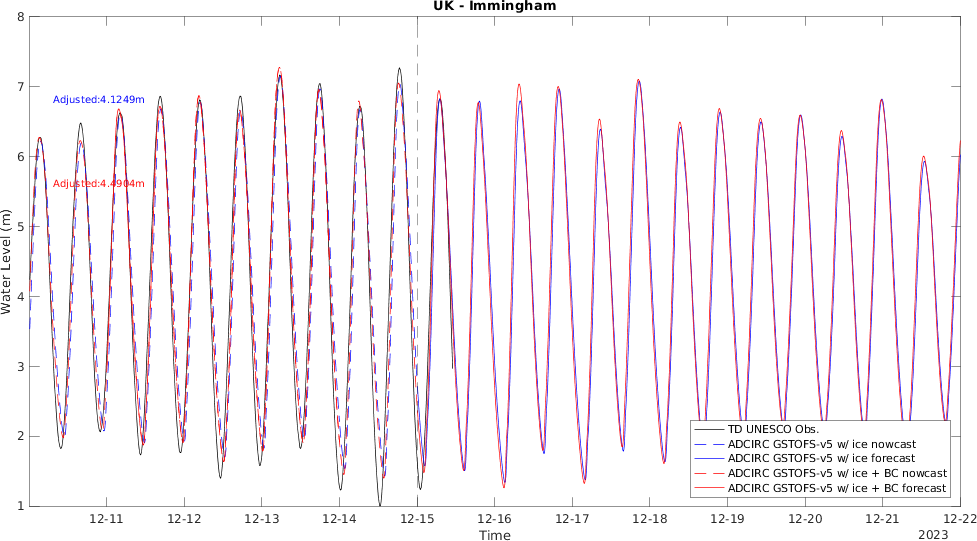 UK - Immingham
8
7
6
5
4
3
2
1
Water Level (m)
Adjusted:4.1249m
Adjusted:4.4904m
TD UNESCO Obs.
ADCIRC GSTOFS-v5 w/ ice nowcast
ADCIRC GSTOFS-v5 w/ ice forecast
ADCIRC GSTOFS-v5 w/ ice + BC nowcast
ADCIRC GSTOFS-v5 w/ ice + BC forecast
12-11 12-12 12-13 12-14 12-15 12-16 12-17 12-18 12-19 12-20 12-21 12-22
Time
2023